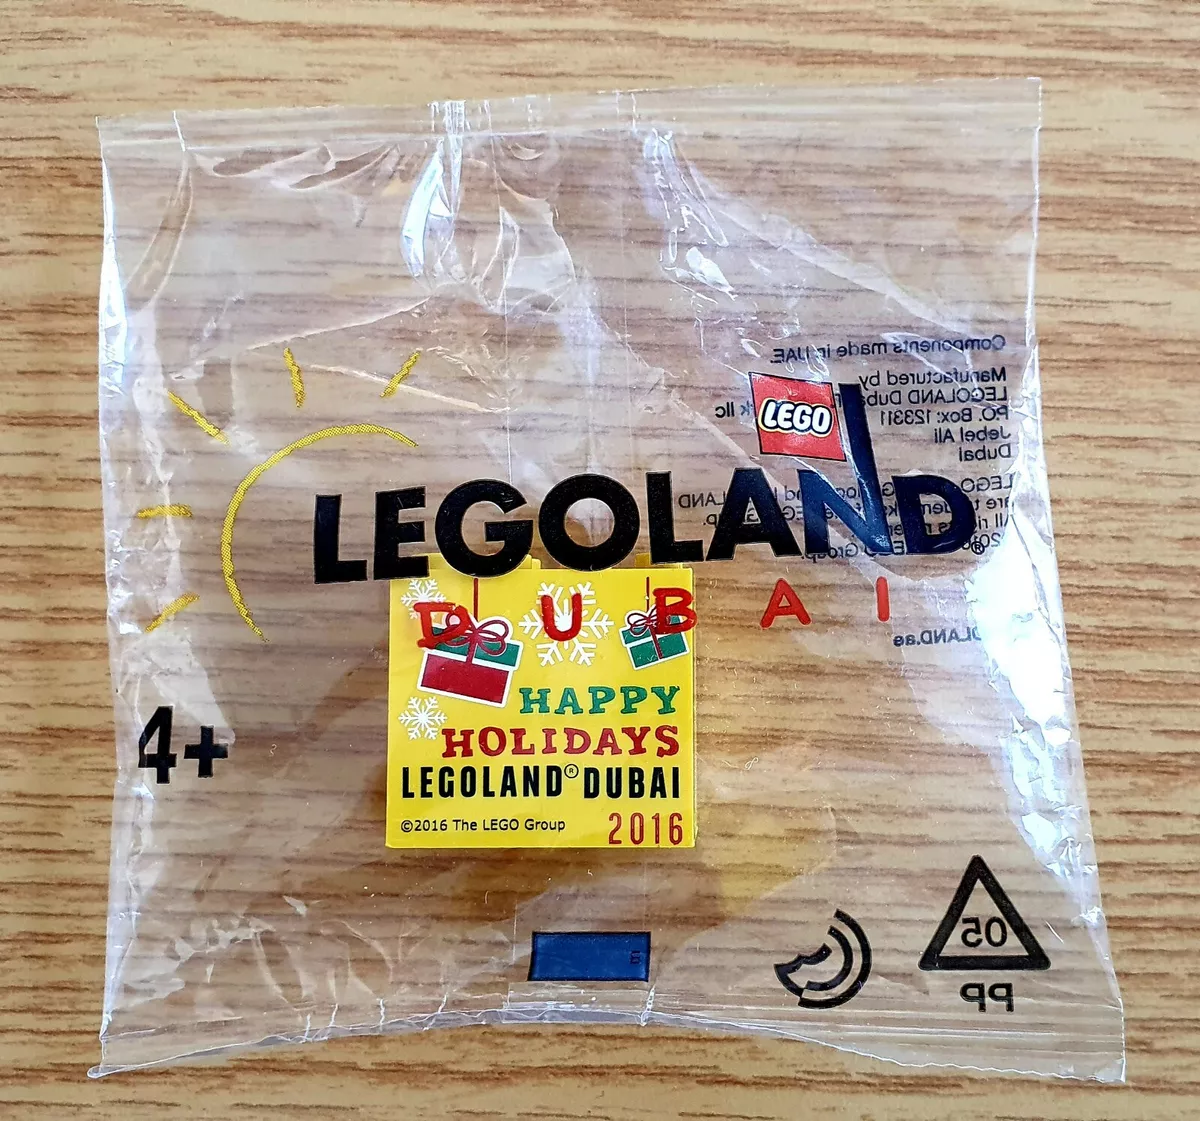 Components made in UAE
Manufactured by
LEGOLAND
P.O. Box: 123311
Jebel Ali
Dubai
LEGO
LEGOLAND
DUBAI
HAPPY
HOLIDAYS
LEGOLAND® DUBAI
©2016 The LEGO Group
2016
4+
05
PP